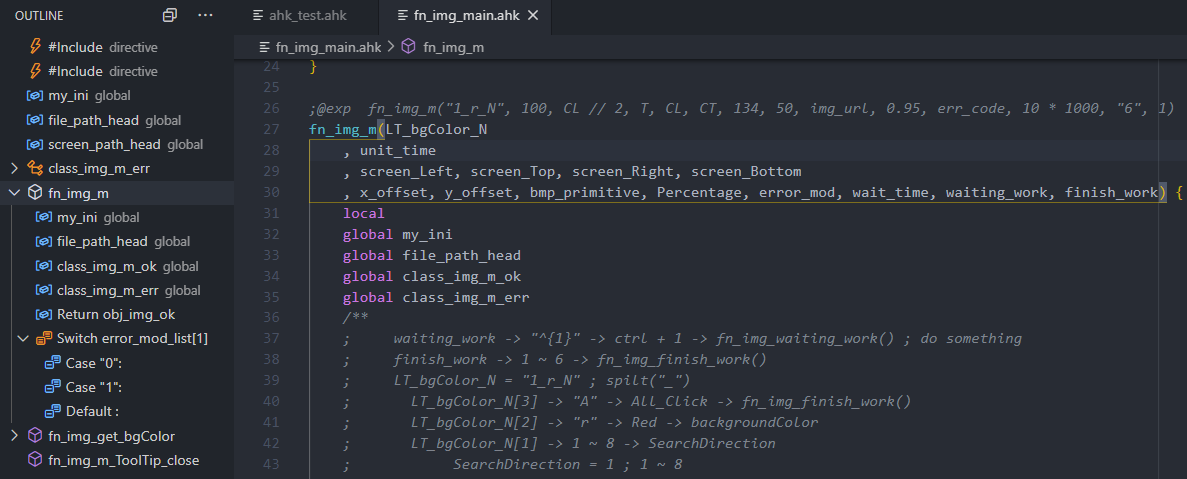 OUTLINE
#Include directive
#Include directive
my_ini global
file_path_head global
screen_path_head global
class_img_m_err
fn_img_m
my_ini global
file_path_head global
class_img_m_ok global
class_img_m_err global
Return obj_img_ok
Switch error_mod_list[1]
Case "0":
Case "1":
Default :
fn_img_get_bgColor
fn_img_m_ToolTip_close
ahk_test.ahk
fn_img_main.ahk
fn_img_main.ahk > fn_img_m
24 }
25
26 ;@exp  fn_img_m("1_r_N", 100, CL // 2, T, CL, CT, 134, 50, img_url, 0.95, err_code, 10 * 1000, "6", 1)
27 fn_img_m(LT_bgColor_N
28 , unit_time
29 , screen_Left, screen_Top, screen_Right, screen_Bottom
30 , x_offset, y_offset, bmp_primitive, Percentage, error_mod, wait_time, waiting_work, finish_work) {
31 local
32 global my_ini
33 global file_path_head
34 global class_img_m_ok
35 global class_img_m_err
36 /**
37 ;     waiting_work -> "^{1}" -> ctrl + 1 -> fn_img_waiting_work() ; do something
38 ;     finish_work -> 1 ~ 6 -> fn_img_finish_work()
39 ;     LT_bgColor_N = "1_r_N" ; spilt("_")
40 ;       LT_bgColor_N[3] -> "A" -> All_Click -> fn_img_finish_work()
41 ;       LT_bgColor_N[2] -> "r" -> Red -> backgroundColor
42 ;       LT_bgColor_N[1] -> 1 ~ 8 -> SearchDirection
43 ;            SearchDirection = 1 ; 1 ~ 8